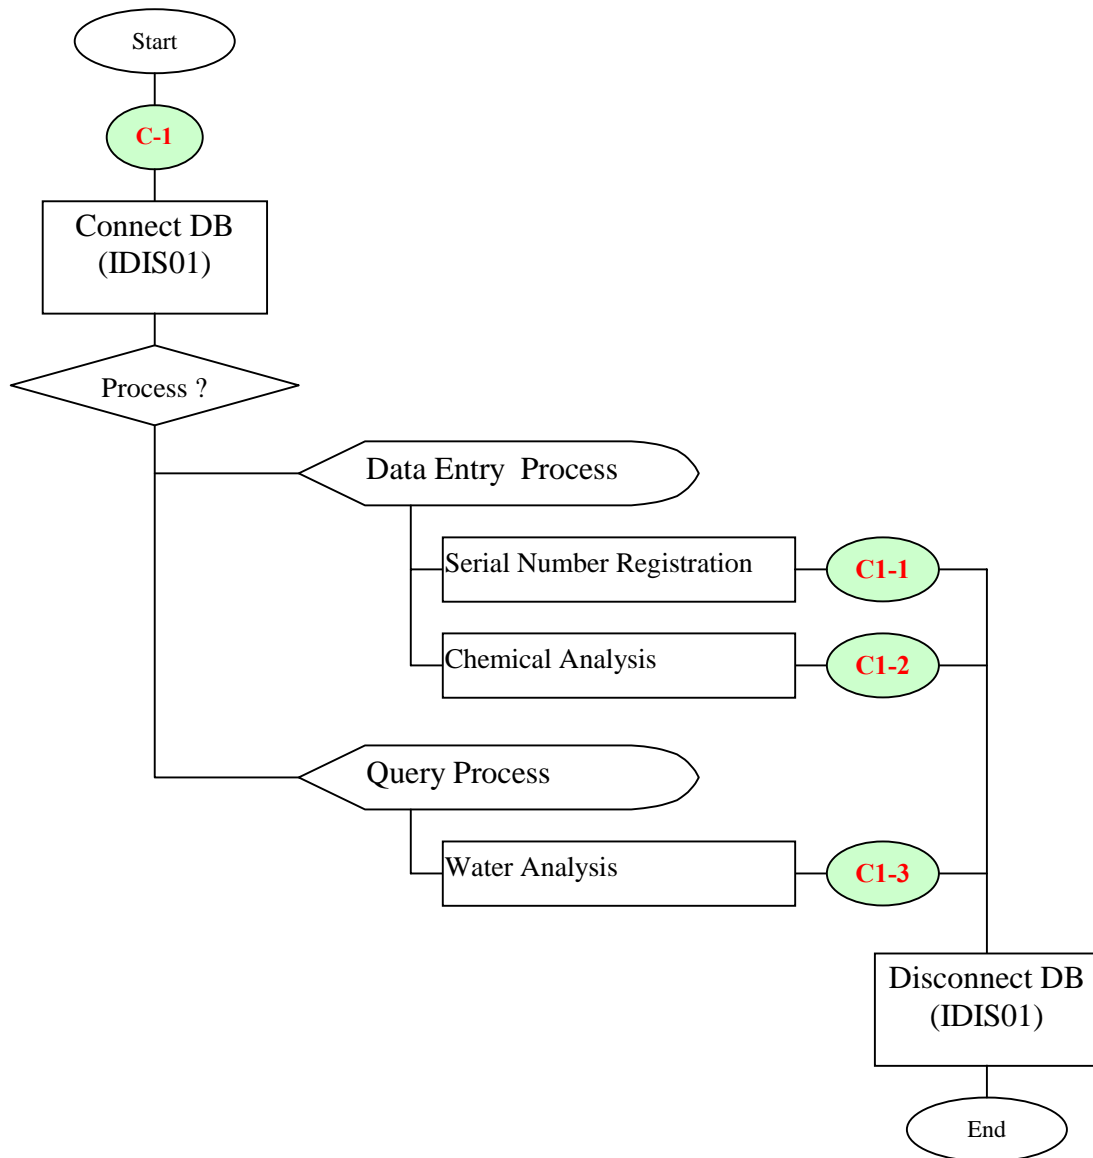 Start
C-1
Connect DB
(IDIS01)
Process ?
Data Entry  Process
Serial Number Registration
C1-1
Chemical Analysis
C1-2
Query Process
Water Analysis
C1-3
Disconnect DB
(IDIS01)
End